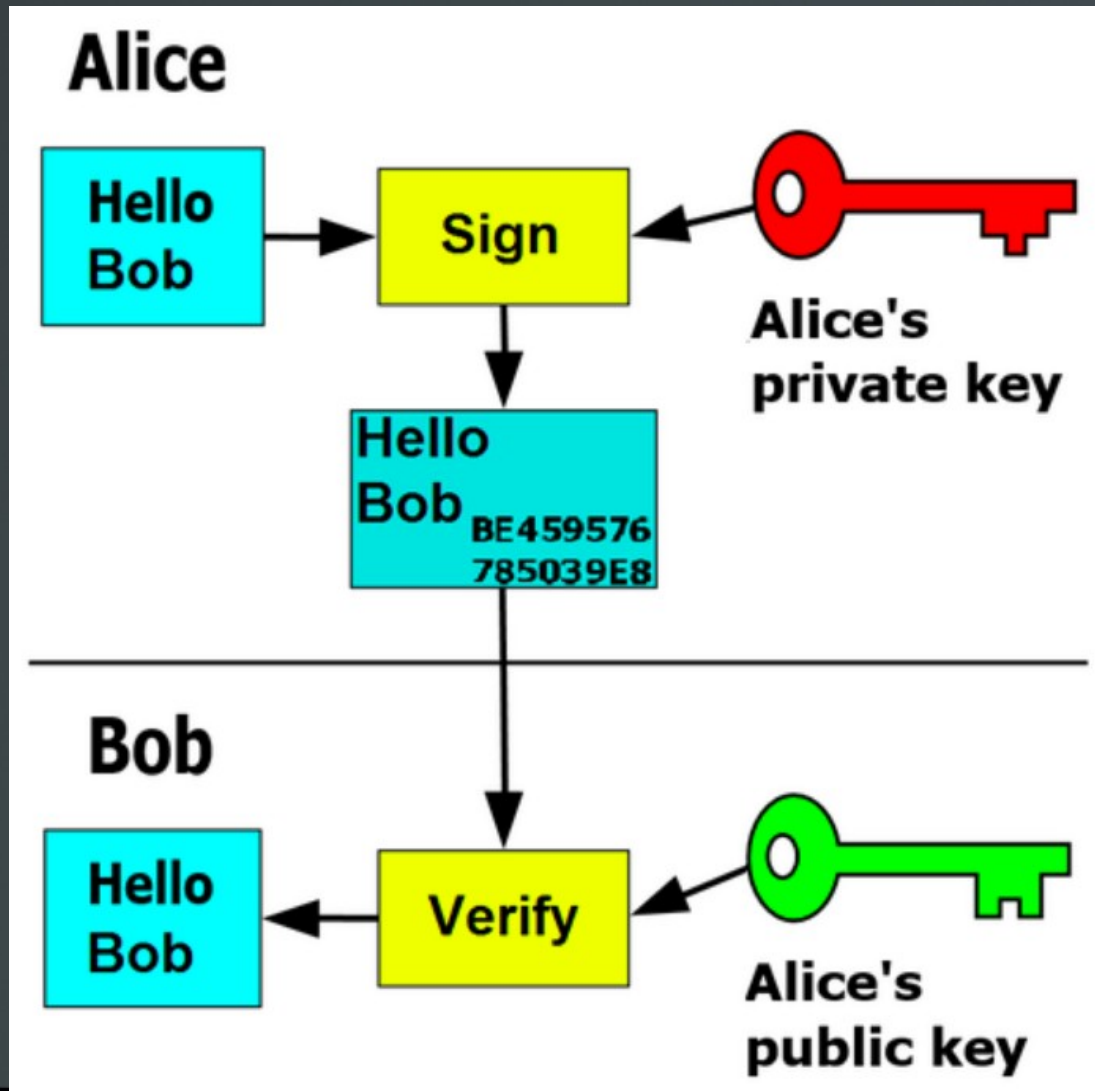 Alice
Hello
Bob
Sign
Alice's
private key
Hello
Bob
BE459576
785039E8
Bob
Hello
Bob
Verify
Alice's
public key